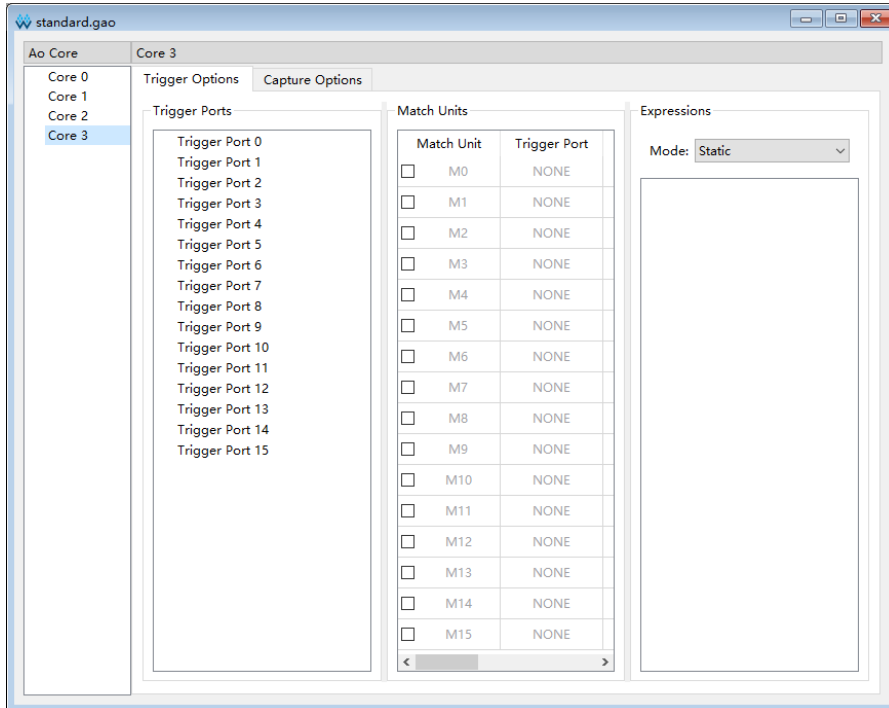 standard.gao
Ao Core
Core 3
Core 0
Core 1
Core 2
Core 3
Trigger Options
Capture Options
Trigger Ports
Trigger Port 0
Trigger Port 1
Trigger Port 2
Trigger Port 3
Trigger Port 4
Trigger Port 5
Trigger Port 6
Trigger Port 7
Trigger Port 8
Trigger Port 9
Trigger Port 10
Trigger Port 11
Trigger Port 12
Trigger Port 13
Trigger Port 14
Trigger Port 15
Match Units
Match Unit Trigger Port
M0 NONE
M1 NONE
M2 NONE
M3 NONE
M4 NONE
M5 NONE
M6 NONE
M7 NONE
M8 NONE
M9 NONE
M10 NONE
M11 NONE
M12 NONE
M13 NONE
M14 NONE
M15 NONE
Expressions
Mode: Static